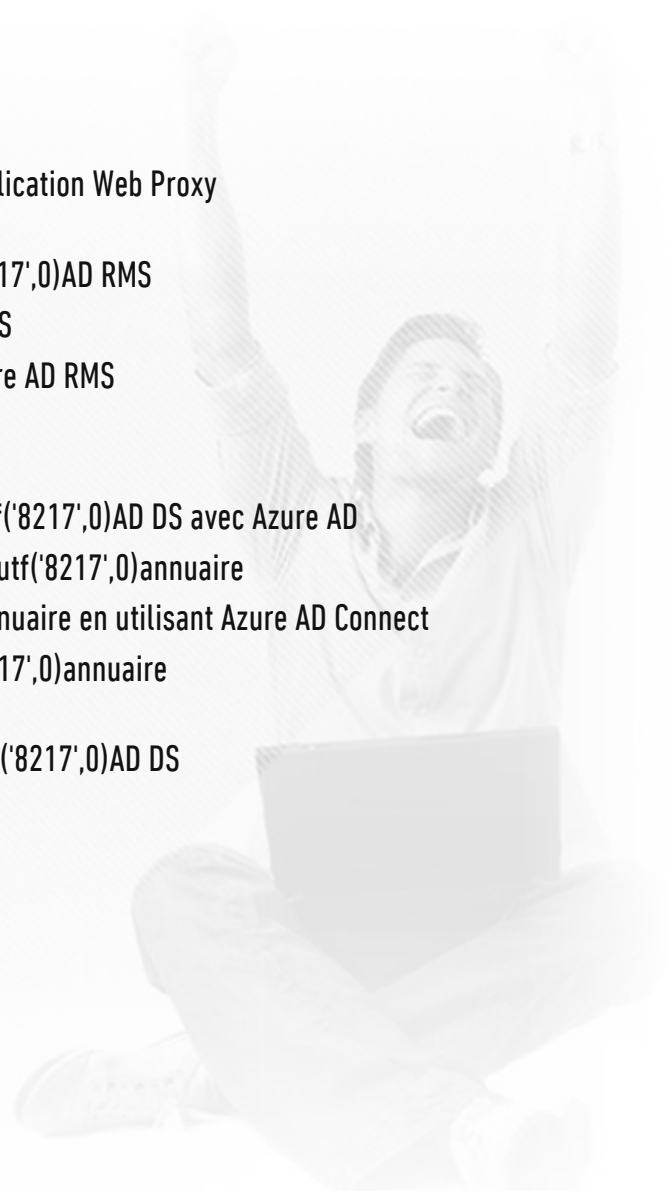 lication Web Proxy
17',0)AD RMS
S
re AD RMS
f('8217',0)AD DS avec Azure AD
utf('8217',0)annuaire
nuaire en utilisant Azure AD Connect
17',0)annuaire
('8217',0)AD DS